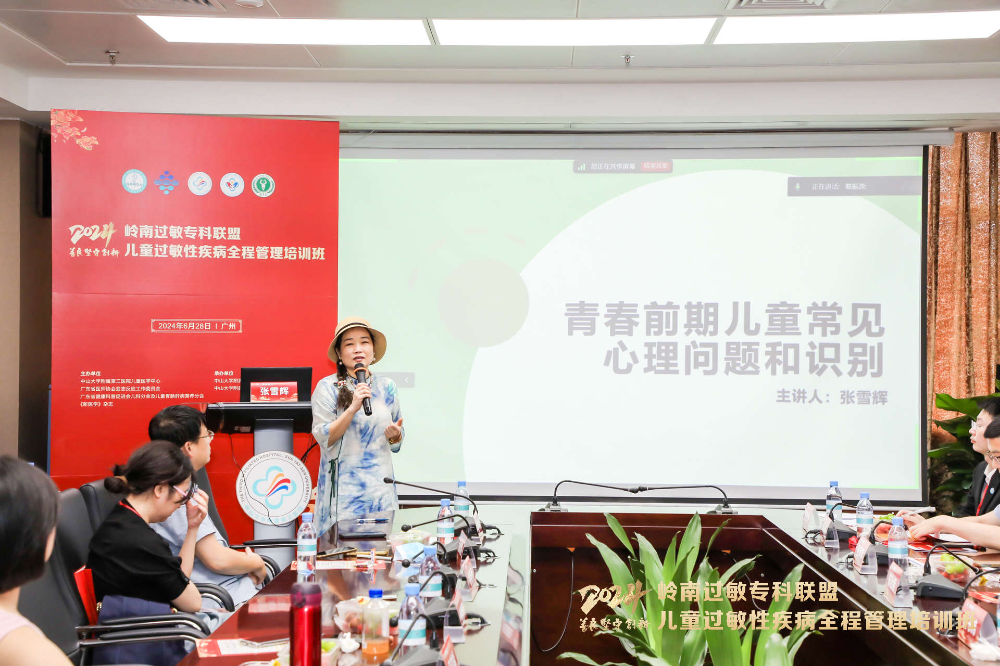 您正在共享屏幕 结束共享
正在讲话: 戴振源:
GDMDA
2024
善良坚守创新
岭南过敏专科联盟
儿童过敏性疾病全程管理培训班
2024年6月28日 | 广州
主办单位
中山大学附属第三医院儿童医学中心
广东省医师协会变态反应工作委员会
广东省健康科普促进会儿科分会及儿童胃肠肝病营养分会
《新医学》杂志
承办单位
中山大学附属
中山大学附属
张雪辉
THE THIRD AFFILIATED HOSPITAL, SUN YAT-SEN UNIVERSITY
青春前期儿童常见
心理问题和识别
主讲人：张雪辉
2024
善良坚守创新
岭南过敏专科联盟
儿童过敏性疾病全程管理培训班